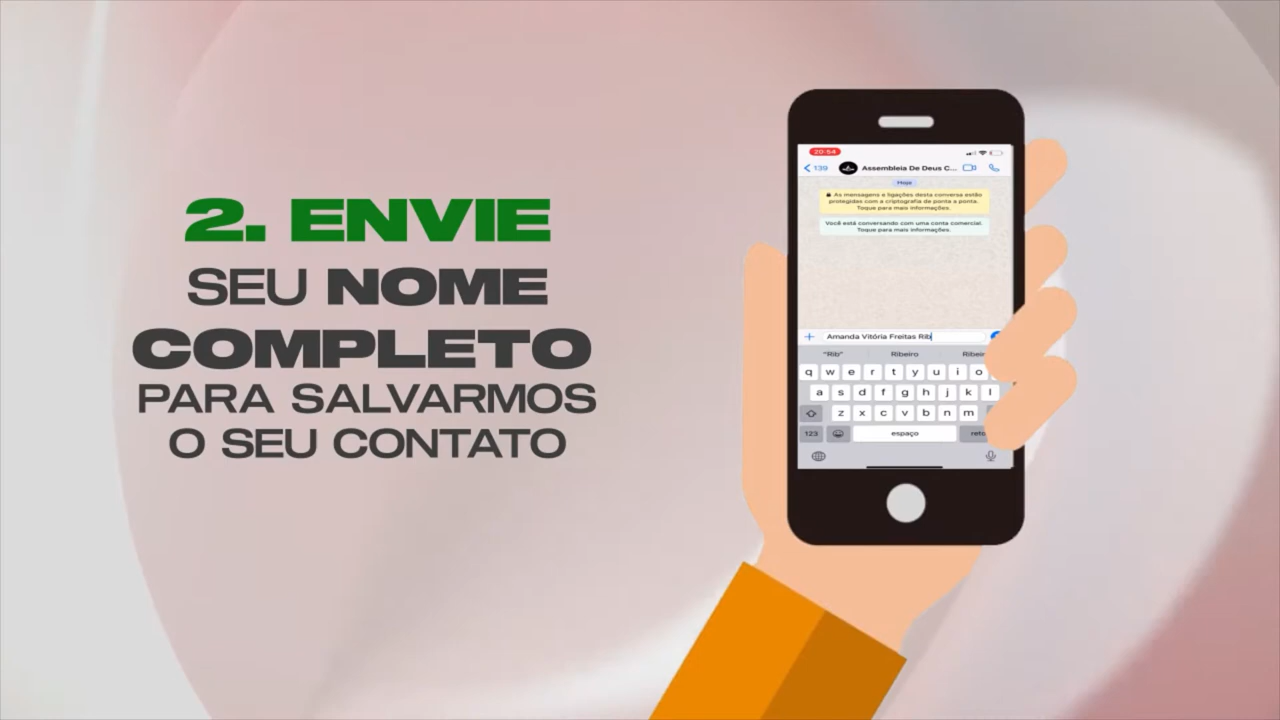 2. ENVIE
SEU NOME
COMPLETO
PARA SALVARMOS
O SEU CONTATO
20:54
139 Assembleia De Deus C...
Hoje
As mensagens e ligações desta conversa estão
protegidas com a criptografia de ponta a ponta.
Toque para mais informações.
Você está conversando com uma conta comercial.
Toque para mais informações.
Amanda Vitória Freitas Rib
"Rib" Ribeiro
q w e r t y u i o
a s d f g h j k l
z x c v b n m
123 espaço